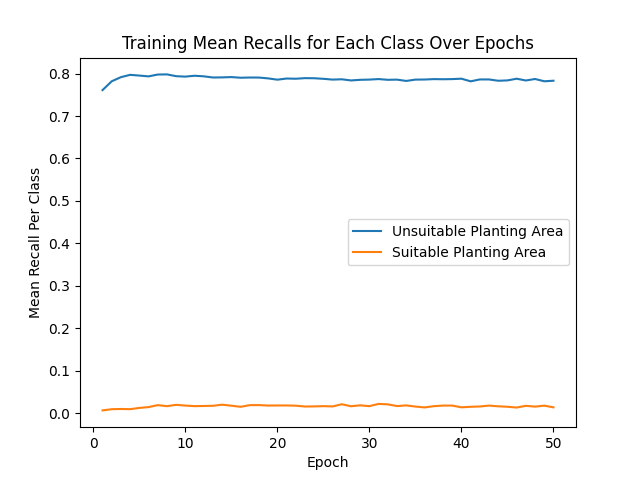 Training Mean Recalls for Each Class Over Epochs
Mean Recall Per Class
0.8
0.7
0.6
0.5
0.4
0.3
0.2
0.1
0.0
Unsuitable Planting Area
Suitable Planting Area
0 10 20 30 40 50
Epoch